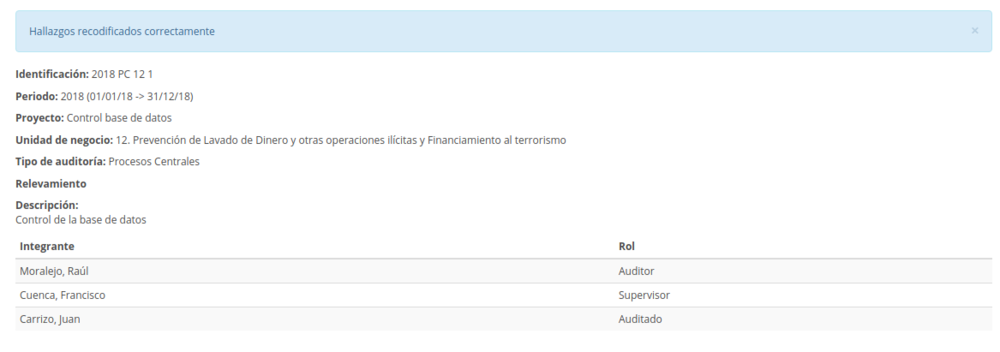 Hallazgos recodificados correctamente ×
Identificación: 2018 PC 12 1
Periodo: 2018 (01/01/18 -> 31/12/18)
Proyecto: Control base de datos
Unidad de negocio: 12. Prevención de Lavado de Dinero y otras operaciones ilícitas y Financiamiento al terrorismo
Tipo de auditoría: Procesos Centrales
Relevamiento
Descripción:
Control de la base de datos
Integrante Rol
Moralejo, Raúl Auditor
Cuenca, Francisco Supervisor
Carrizo, Juan Auditado